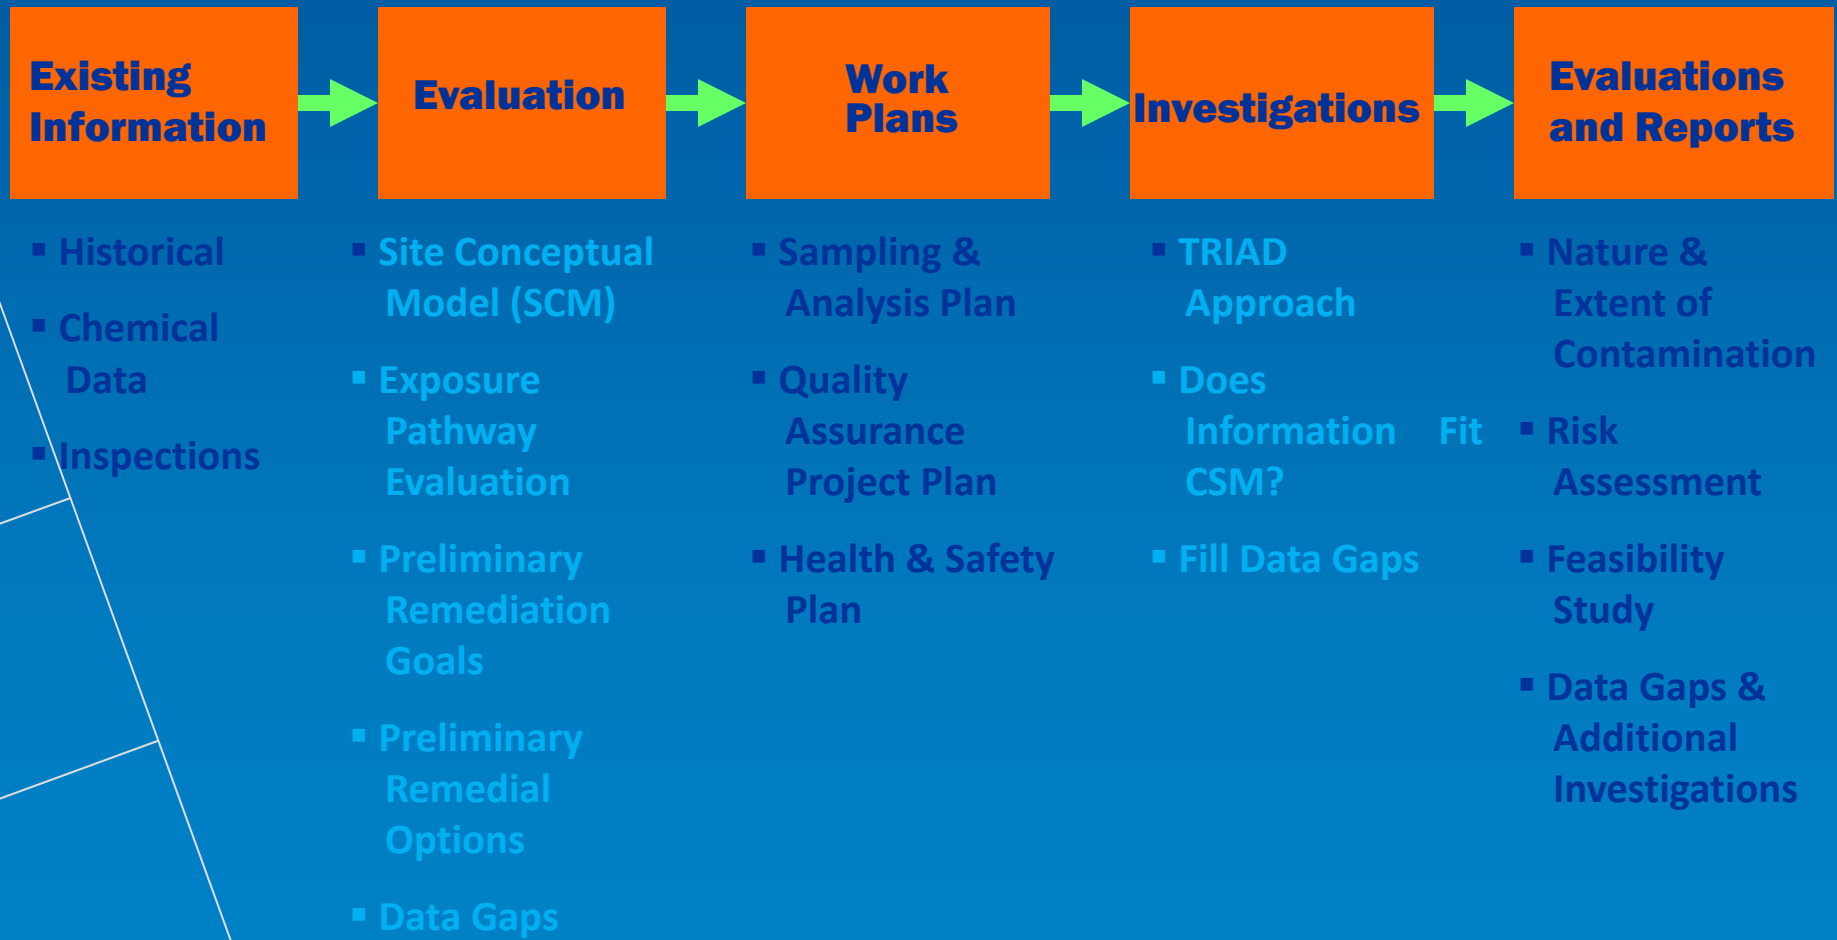 Existing
Information
Evaluation
Work
Plans
Investigations
Evaluations
and Reports
▪ Historical
▪ Chemical
Data
▪ Inspections
▪ Site Conceptual
Model (SCM)
▪ Exposure
Pathway
Evaluation
▪ Preliminary
Remediation
Goals
▪ Preliminary
Remedial
Options
▪ Data Gaps
▪ Sampling &
Analysis Plan
▪ Quality
Assurance
Project Plan
▪ Health & Safety
Plan
▪ TRIAD
Approach
▪ Does
Information Fit
CSM?
▪ Fill Data Gaps
▪ Nature &
Extent of
Contamination
▪ Risk
Assessment
▪ Feasibility
Study
▪ Data Gaps &
Additional
Investigations